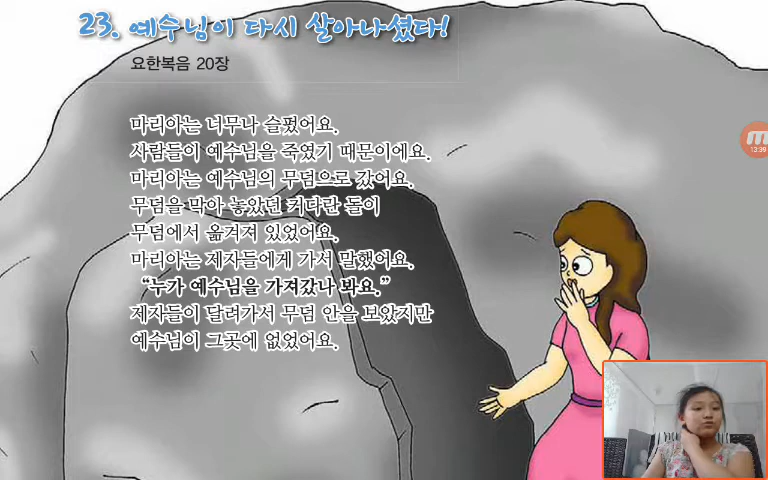 23. 예수님이 다시 살아나셨다!
요한복음 20장
마리아는 너무나 슬펐어요.
사람들이 예수님을 죽였기 때문이에요.
마리아는 예수님의 무덤으로 갔어요.
무덤을 막아 놓았던 커다란 돌이
무덤에서 옮겨져 있었어요.
마리아는 제자들에게 가서 말했어요.
“누가 예수님을 가져갔나 봐요.”
제자들이 달려가서 무덤 안을 보았지만
예수님이 그곳에 없었어요.
m
13:39